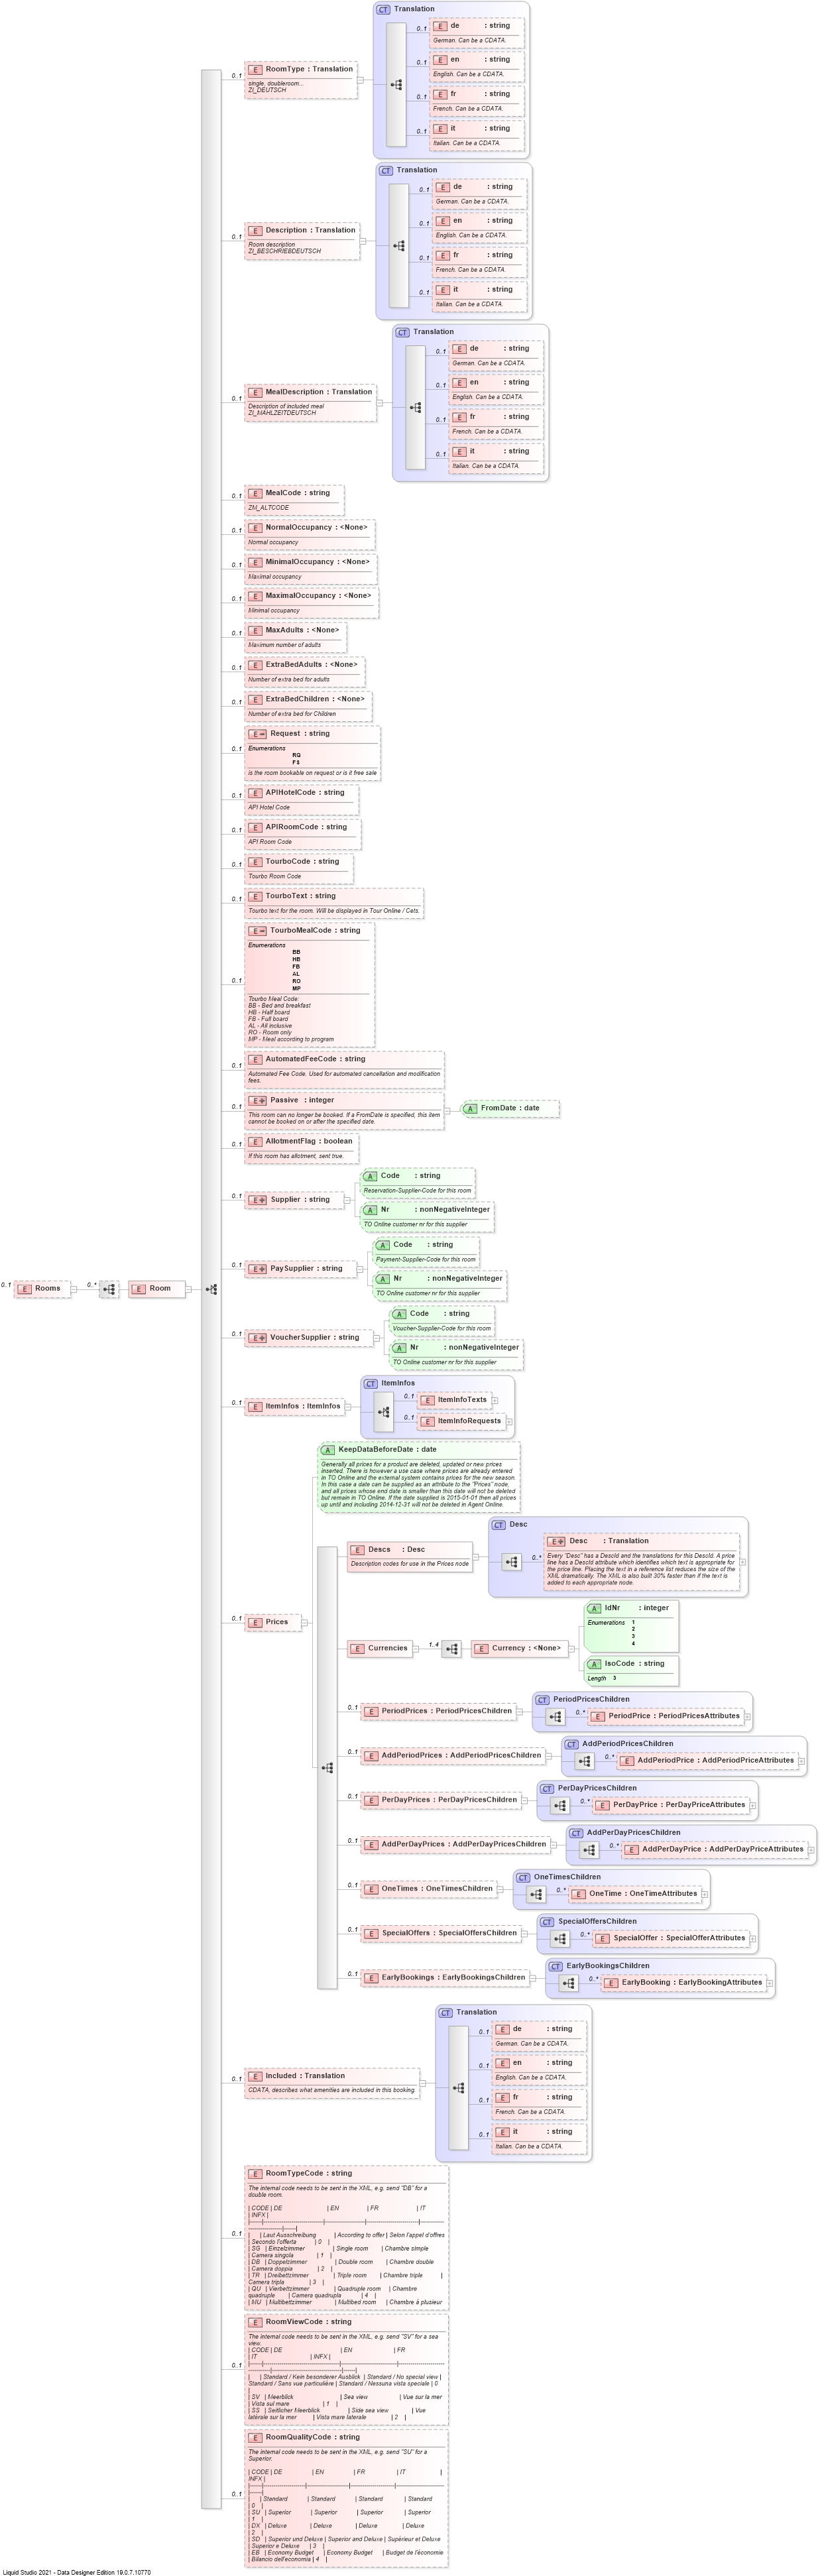 CT Translation
0..1 E de : string
German. Can be a CDATA.
0..1 E en : string
English. Can be a CDATA.
0..1 E RoomType : Translation
single, doubleroom...
ZI_DEUTSCH
0..1 E fr : string
French. Can be a CDATA.
0..1 E it : string
Italian. Can be a CDATA.
CT Translation
0..1 E de : string
German. Can be a CDATA.
0..1 E en : string
English. Can be a CDATA.
0..1 E Description : Translation
Room description
ZI_BESCHRIEBDEUTSCH
0..1 E fr : string
French. Can be a CDATA.
0..1 E it : string
Italian. Can be a CDATA.
CT Translation
0..1 E de : string
German. Can be a CDATA.
0..1 E en : string
English. Can be a CDATA.
0..1 E MealDescription : Translation
Description of included meal
ZI_MAHLZEITDEUTSCH
0..1 E fr : string
French. Can be a CDATA.
0..1 E it : string
Italian. Can be a CDATA.
0..1 E MealCode : string
ZM_ALTCODE
0..1 E NormalOccupancy : <None>
Normal occupancy
0..1 E MinimalOccupancy : <None>
Maximal occupancy
0..1 E MaximalOccupancy : <None>
Minimal occupancy
0..1 E MaxAdults : <None>
Maximum number of adults
0..1 E ExtraBedAdults : <None>
Number of extra bed for adults
0..1 E ExtraBedChildren : <None>
Number of extra bed for Children
0..1 E Request : string
Enumerations
RQ
FS
is the room bookable on request or is it free sale
0..1 E APIHotelCode : string
API Hotel Code
0..1 E APIRoomCode : string
API Room Code
0..1 E TourboCode : string
Tourbo Room Code
0..1 E TourboText : string
Tourbo text for the room. Will be displayed in Tour Online / Cets.
0..1 E TourboMealCode : string
Enumerations
BB
HB
FB
AL
RO
MP
Tourbo Meal Code:
BB - Bed and breakfast
HB - Half board
FB - Full board
AL - All inclusive
RO - Room only
MP - Meal according to program
0..1 E AutomatedFeeCode : string
Automated Fee Code. Used for automated cancellation and modification
fees.
0..1 E Passive : integer
This room can no longer be booked. If a FromDate is specified, this item
cannot be booked on or after the specified date.
A FromDate : date
0..1 E AllotmentFlag : boolean
If this room has allotment, sent true.
0..1 E Supplier : string
A Code : string
Reservation-Supplier-Code for this room
A Nr : nonNegativeInteger
TO Online customer nr for this supplier
0..1 E PaySupplier : string
A Code : string
Payment-Supplier-Code for this room
A Nr : nonNegativeInteger
TO Online customer nr for this supplier
0..1 E Rooms 0..* E Room
0..1 E VoucherSupplier : string
A Code : string
Voucher-Supplier-Code for this room
A Nr : nonNegativeInteger
TO Online customer nr for this supplier
0..1 E ItemInfos : ItemInfos
CT ItemInfos
0..1 E ItemInfoTexts
0..1 E ItemInfoRequests
A KeepDataBeforeDate : date
Generally all prices for a product are deleted, updated or new prices
inserted. There is however a use case where prices are already entered
in TO Online and the external system contains prices for the new season.
In this case a date can be supplied as an attribute to the "Prices" node,
and all prices whose end date is smaller than this date will not be deleted
but remain in TO Online. If the date supplied is 2015-01-01 then all prices
up until and including 2014-12-31 will not be deleted in Agent Online.
0..1 E Prices
E Descs : Desc
Description codes for use in the Prices node
CT Desc
0..* E Desc : Translation
Every "Desc" has a DescId and the translations for this DescId. A price
line has a DescId attribute which identifies which text is appropriate for
the price line. Placing the text in a reference list reduces the size of the
XML dramatically. The XML is also built 30% faster than if the text is
added to each appropriate node.
E Currencies 1..4 E Currency : <None>
A IdNr : integer
Enumerations 1
2
3
4
A IsoCode : string
Length 3
0..1 E PeriodPrices : PeriodPricesChildren
CT PeriodPricesChildren
0..* E PeriodPrice : PeriodPricesAttributes
0..1 E AddPeriodPrices : AddPeriodPricesChildren
CT AddPeriodPricesChildren
0..* E AddPeriodPrice : AddPeriodPriceAttributes
0..1 E PerDayPrices : PerDayPricesChildren
CT PerDayPricesChildren
0..* E PerDayPrice : PerDayPriceAttributes
0..1 E AddPerDayPrices : AddPerDayPricesChildren
CT AddPerDayPricesChildren
0..* E AddPerDayPrice : AddPerDayPriceAttributes
0..1 E OneTimes : OneTimesChildren
CT OneTimesChildren
0..* E OneTime : OneTimeAttributes
0..1 E SpecialOffers : SpecialOffersChildren
CT SpecialOffersChildren
0..* E SpecialOffer : SpecialOfferAttributes
0..1 E EarlyBookings : EarlyBookingsChildren
CT EarlyBookingsChildren
0..* E EarlyBooking : EarlyBookingAttributes
CT Translation
0..1 E de : string
German. Can be a CDATA.
0..1 E en : string
English. Can be a CDATA.
0..1 E Included : Translation
CDATA, describes what amenities are included in this booking.
0..1 E fr : string
French. Can be a CDATA.
0..1 E it : string
Italian. Can be a CDATA.
0..1 E RoomTypeCode : string
The internal code needs to be sent in the XML, e.g. send "DB" for a
double room.
| CODE | DE | EN | FR | IT
| INFX |
| | Laut Ausschreibung | According to offer | Selon l'appel d'offres
| Secondo l'offerta | 0 |
| SG | Einzelzimmer | Single room | Chambre simple
| Camera singola | 1 |
| DB | Doppelzimmer | Double room | Chambre double
| Camera doppia | 2 |
| TR | Dreibettzimmer | Triple room | Chambre triple |
Camera tripla | 3 |
| QU | Vierbettzimmer | Quadruple room | Chambre
quadruple | Camera quadrupla | 4 |
| MU | Multibettzimmer | Multibed room | Chambre à plusieur
0..1 E RoomViewCode : string
The internal code needs to be sent in the XML, e.g. send "SV" for a sea
view.
| CODE | DE | EN | FR
| IT | INFX |
| | Standard / Kein besonderer Ausblick | Standard / No special view |
Standard / Sans vue particulière | Standard / Nessuna vista speciale | 0
|
| SV | Meerblick | Sea view | Vue sur la mer
| Vista sul mare | 1 |
| SS | Seitlicher Meerblick | Side sea view | Vue
latérale sur la mer | Vista mare laterale | 2 |
0..1 E RoomQualityCode : string
The internal code needs to be sent in the XML, e.g. send "SU" for a
Superior.
| CODE | DE | EN | FR | IT |
INFX |
| | Standard | Standard | Standard | Standard
| 0 |
| SU | Superior | Superior | Superior | Superior
| 1 |
| DX | Deluxe | Deluxe | Deluxe | Deluxe
| 2 |
| SD | Superior und Deluxe | Superior and Deluxe | Supérieur et Deluxe |
Superior e Deluxe | 3 |
| EB | Economy Budget | Economy Budget | Budget de l'économie
| Bilancio dell'economia | 4 |
Liquid Studio 2021 - Data Designer Edition 19.0.7.10770